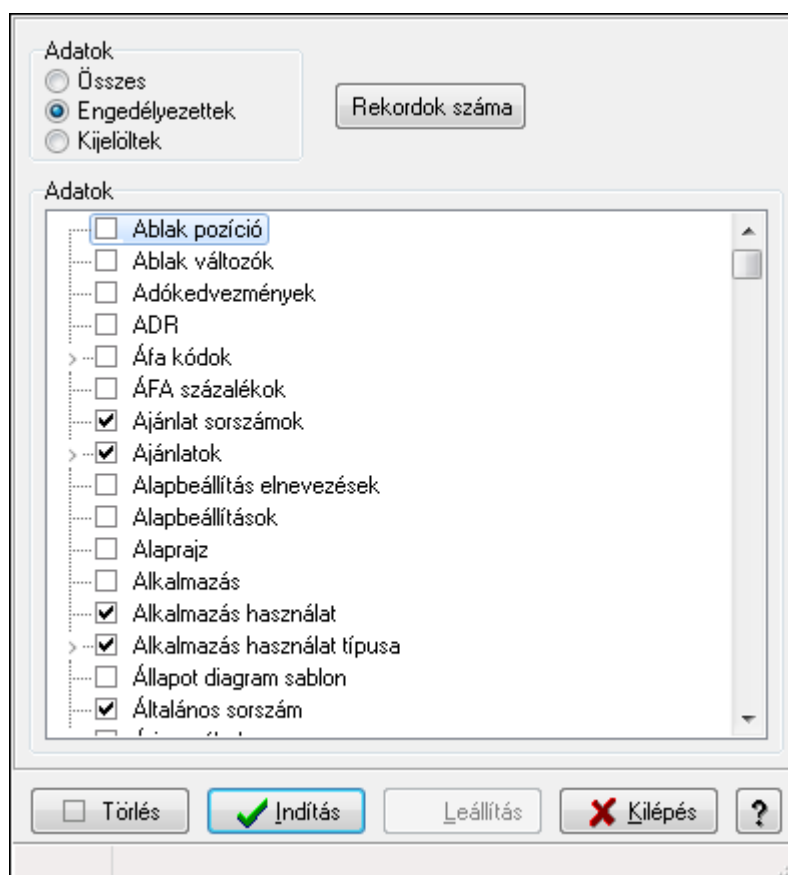 Adatok
Összes
Engedélyezettek
Kijelöltek
Rekordok száma
Adatok
Ablak pozíció
Ablak változók
Adókedvezmények
ADR
Áfa kódok
ÁFA százalékok
Ajánlat sorszámok
Ajánlatok
Alapbeállítás elnevezések
Alapbeállítások
Alaprajz
Alkalmazás
Alkalmazás használat
Alkalmazás használat típusa
Állapot diagram sablon
Általános sorszám
Törlés
Indítás
Leállítás
Kilépés
?